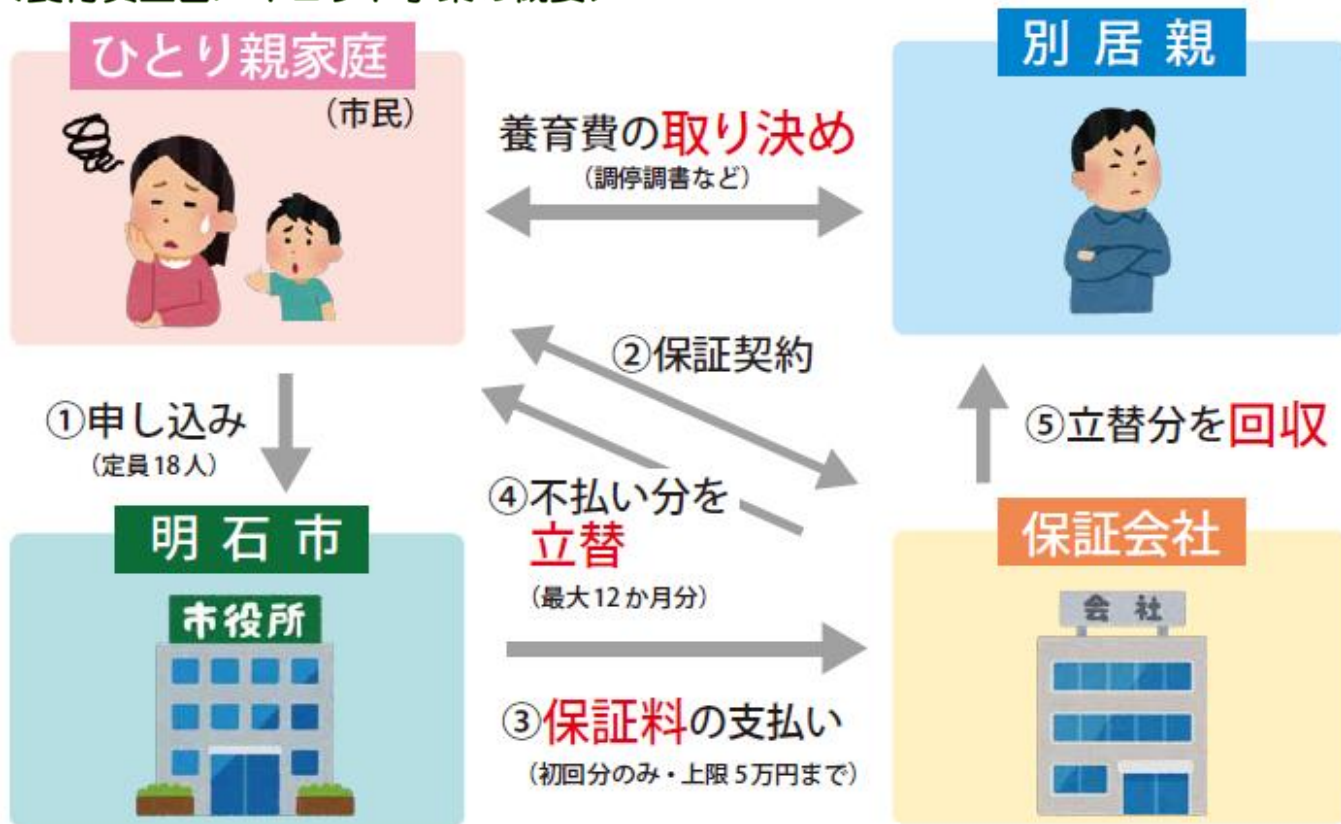 ひとり親家庭
(市民)
別居親
養育費の取り決め
(調停調書など)
②保証契約
①申し込み
(定員18人)
⑤立替分を回収
④不払い分を
立替
(最大12か月分)
明石市
市役所
保証会社
会社
③保証料の支払い
(初回分のみ・上限5万円まで)